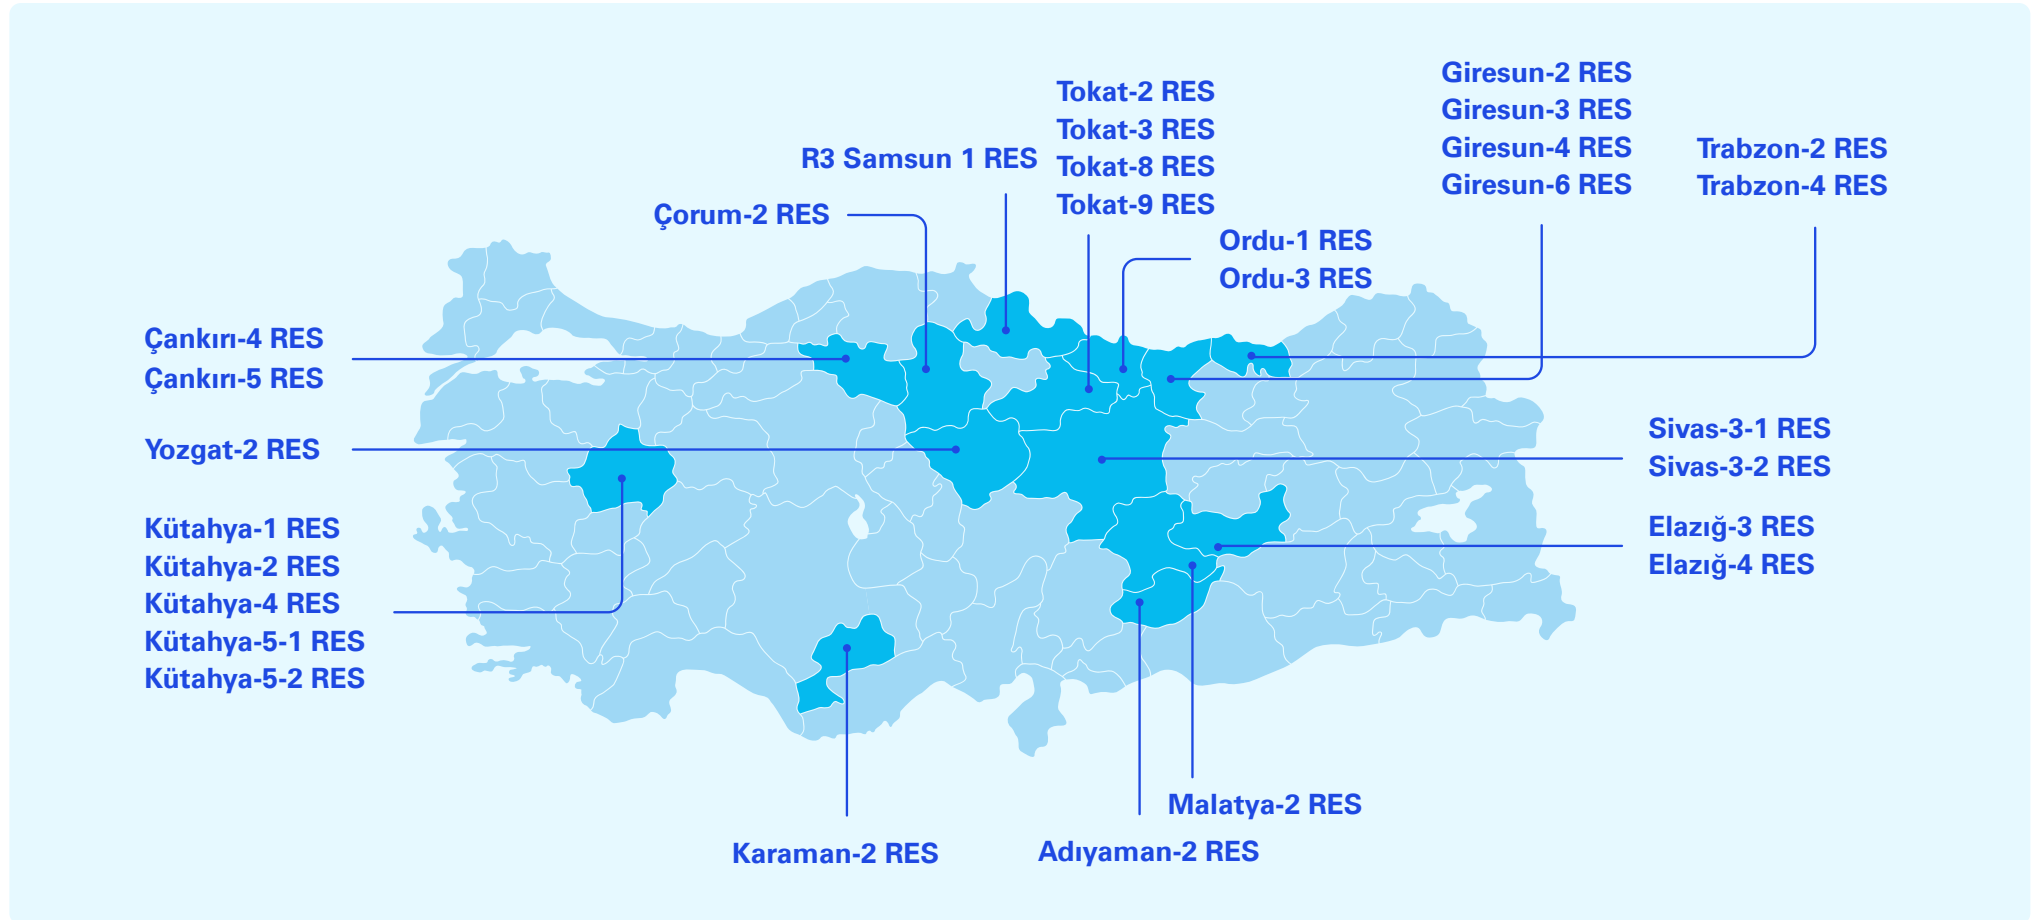 Giresun-2 RES
Giresun-3 RES
Giresun-4 RES
Giresun-6 RES
Tokat-2 RES
Tokat-3 RES
Tokat-8 RES
Tokat-9 RES
Trabzon-2 RES
Trabzon-4 RES
R3 Samsun 1 RES
Çorum-2 RES
Ordu-1 RES
Ordu-3 RES
Çankırı-4 RES
Çankırı-5 RES
Yozgat-2 RES
Sivas-3-1 RES
Sivas-3-2 RES
Kütahya-1 RES
Kütahya-2 RES
Kütahya-4 RES
Kütahya-5-1 RES
Kütahya-5-2 RES
Elazığ-3 RES
Elazığ-4 RES
Malatya-2 RES
Karaman-2 RES
Adıyaman-2 RES